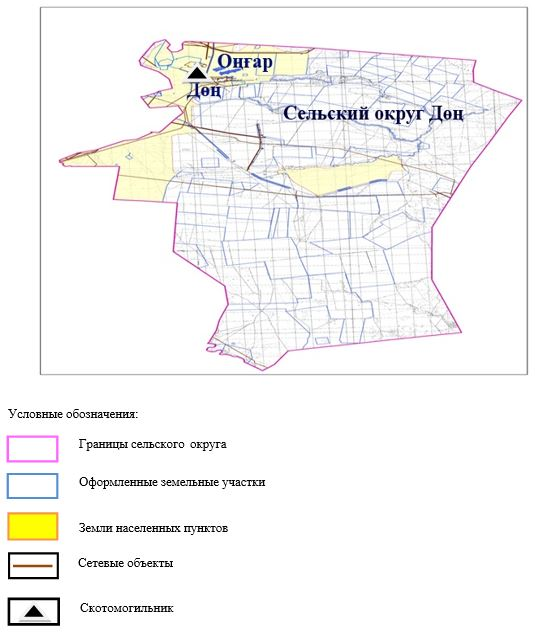 Оңғар
Дөң
Сельский округ Дөң
Условные обозначения:
Границы сельского округа
Оформленные земельные участки
Земли населенных пунктов
Сетевые объекты
Скотомогильник